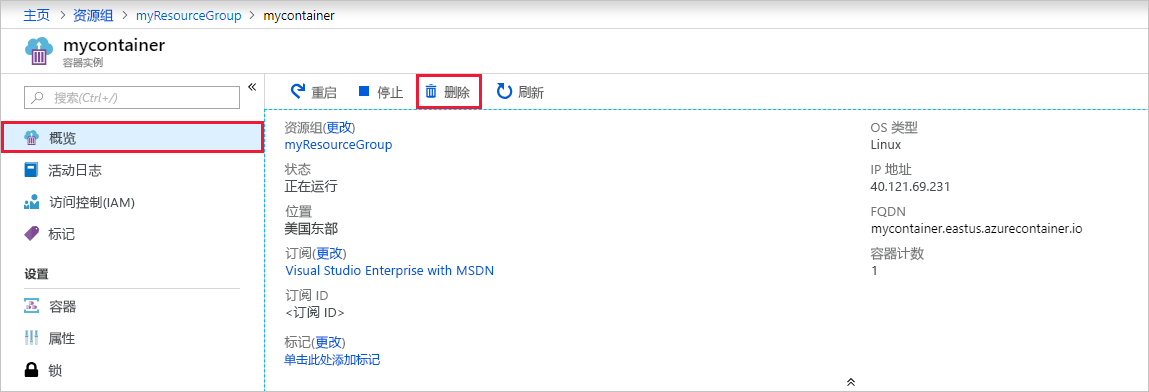 主页 > 资源组 > myResourceGroup > mycontainer
mycontainer
容器实例
搜索(Ctrl+/)
«
概览
活动日志
访问控制(IAM)
标记
设置
容器
属性
锁
重启 停止 删除 刷新
资源组(更改)
myResourceGroup
状态
正在运行
位置
美国东部
订阅(更改)
Visual Studio Enterprise with MSDN
订阅 ID
<订阅 ID>
标记(更改)
单击此处添加标记
OS 类型
Linux
IP 地址
40.121.69.231
FQDN
mycontainer.eastus.azurecontainer.io
容器计数
1